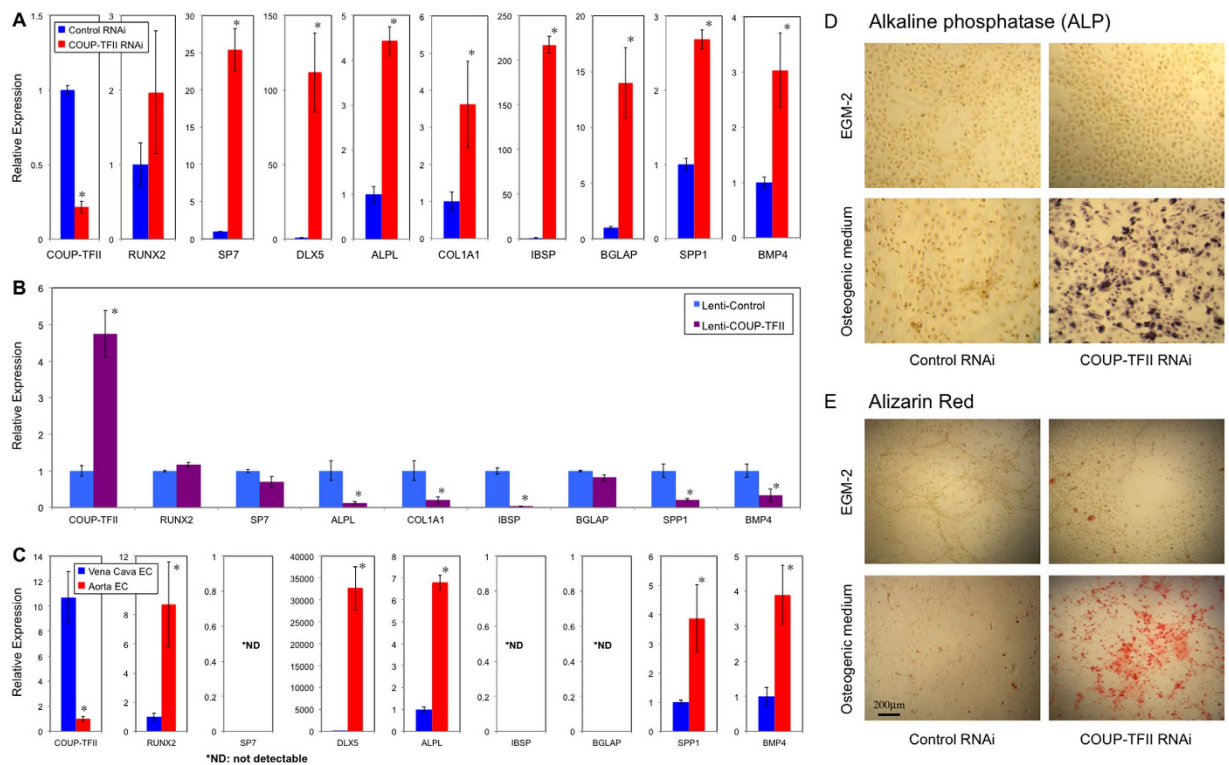 A
Control RNAi
COUP-TFII RNAi
Relative Expression
1.5
1
0.5
0
COUP-TFII
3
2
1
0
RUNX2
*
30
25
20
15
10
5
0
SP7
*
150
100
50
0
DLX5
*
5
4
3
2
1
0
ALPL
*
6
5
4
3
2
1
0
COL1A1
*
250
200
150
100
50
0
IBSP
*
20
15
10
5
0
BGLAP
*
3
2
1
0
SPP1
*
4
3
2
1
0
BMP4
*
B
Relative Expression
6
5
4
3
2
1
0
Lenti-Control
Lenti-COUP-TFII
* * * * * *
COUP-TFII RUNX2 SP7 ALPL COL1A1 IBSP BGLAP SPP1 BMP4
C
Vena Cava EC
Aorta EC
Relative Expression
14
12
10
8
6
4
2
0
COUP-TFII
*
12
8
6
4
2
0
RUNX2
*
1
0.8
0.6
0.4
0.2
0
*ND
SP7
40000
35000
30000
25000
20000
15000
10000
5000
0
DLX5
*
8
7
6
5
4
3
2
1
0
ALPL
*
1
0.8
0.6
0.4
0.2
0
*ND
IBSP
1
0.8
0.6
0.4
0.2
0
*ND
BGLAP
6
5
4
3
2
1
0
SPP1
*
5
4
3
2
1
0
BMP4
*
*ND: not detectable
D Alkaline phosphatase (ALP)
EGM-2
Osteogenic medium
Control RNAi COUP-TFII RNAi
E Alizarin Red
EGM-2
Osteogenic medium
200μm
Control RNAi COUP-TFII RNAi